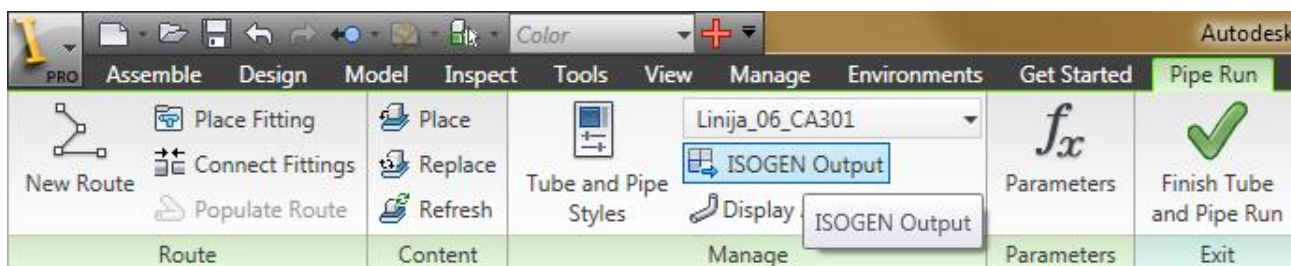 Color
Autodesk
PRO
Assemble Design Model Inspect Tools View Manage Environments Get Started Pipe Run
New Route
Place Fitting
Connect Fittings
Populate Route
Route
Place
Replace
Refresh
Content
Tube and Pipe
Styles
Linija_06_CA301
ISOGEN Output
Display
ISOGEN Output
Manage
fx
Parameters
Parameters
Finish Tube
and Pipe Run
Exit